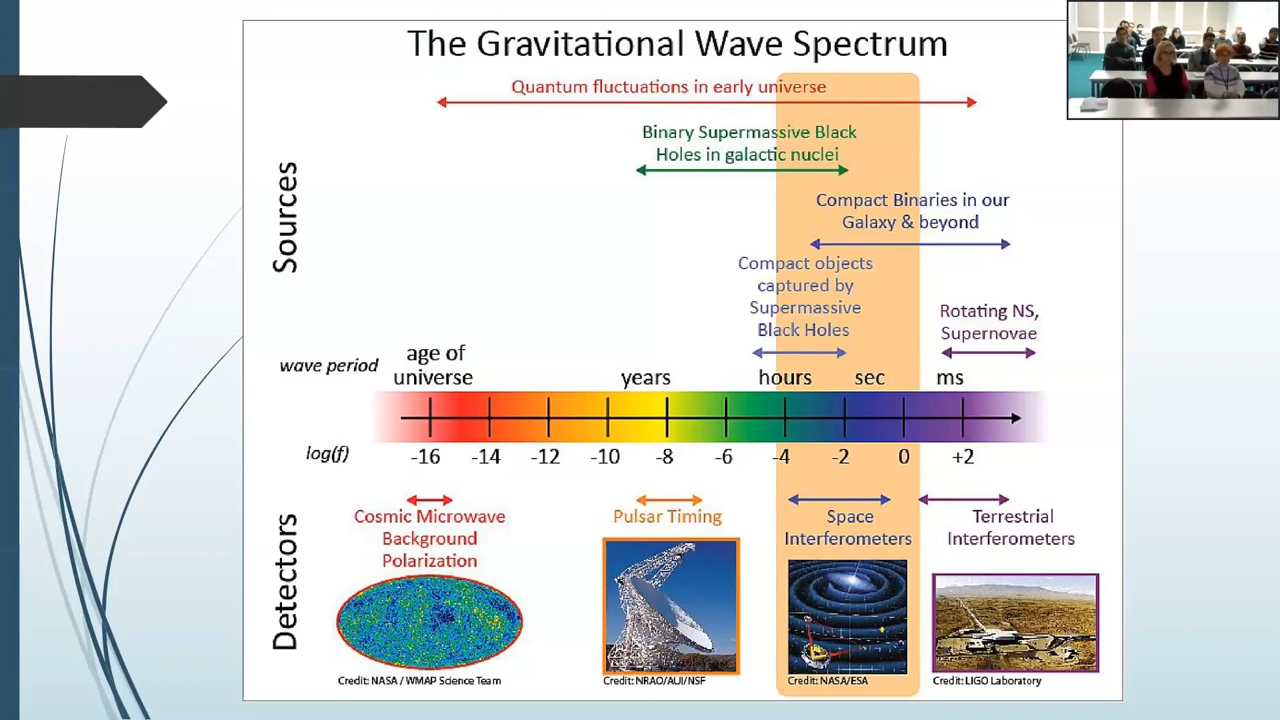 The Gravitational Wave Spectrum
Quantum fluctuations in early universe
Binary Supermassive Black
Holes in galactic nuclei
Compact Binaries in our
Galaxy & beyond
Compact objects
captured by
Supermassive
Black Holes
Rotating NS,
Supernovae
Sources
wave period
age of
universe
years
hours
sec
ms
log(f)
-16
-14
-12
-10
-8
-6
-4
-2
0
+2
Detectors
Cosmic Microwave
Background
Polarization
Pulsar Timing
Space
Interferometers
Terrestrial
Interferometers
Credit: NASA / WMAP Science Team
Credit: NRAO/AUI/NSF
Credit: NASA/ESA
Credit: LIGO Laboratory